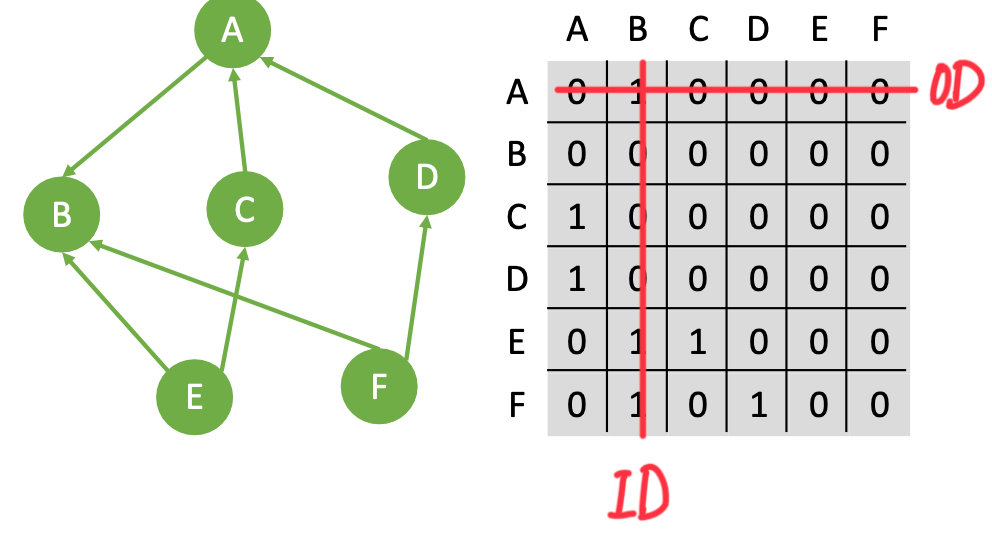 A
B
C
D
E
F
A B C D E F
A 0 1 0 0 0 0 OD
B 0 0 0 0 0 0
C 1 0 0 0 0 0
D 1 0 0 0 0 0
E 0 1 1 0 0 0
F 0 1 0 1 0 0
ID